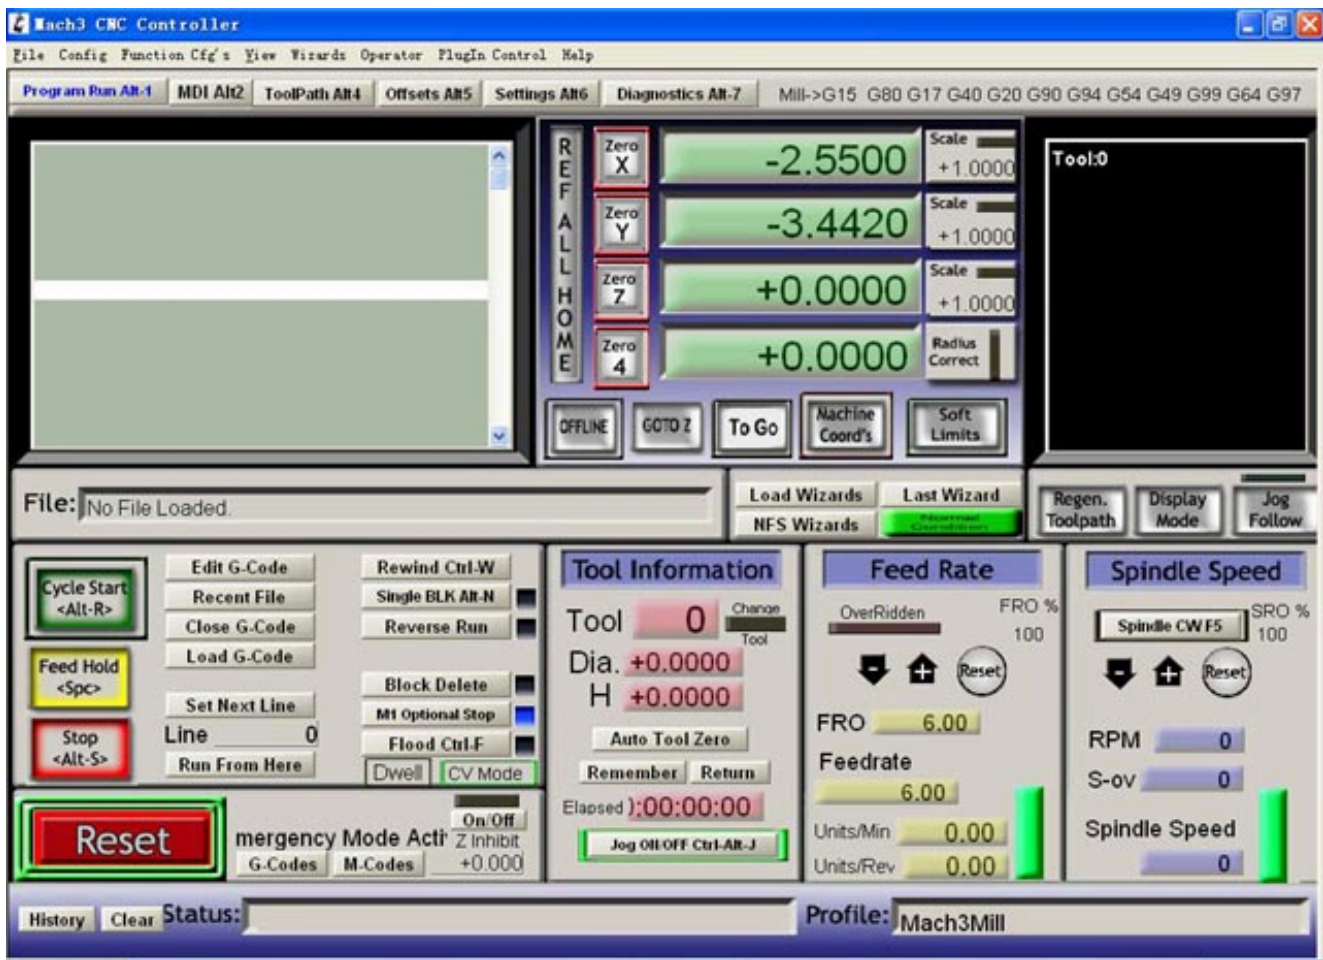 Mach3 CNC Controller
File Config Function Cfg's View Wizards Operator PlugIn Control Help
Program Run Alt-1 MDI Alt2 ToolPath Alt4 Offsets Alt5 Settings Alt6 Diagnostics Alt-7 Mill->G15 G80 G17 G40 G20 G90 G94 G54 G49 G99 G64 G97
REF ALL HOME
Zero X -2.5500 Scale +1.0000
Zero Y -3.4420 Scale +1.0000
Zero Z +0.0000 Scale +1.0000
Zero 4 +0.0000 Radius Correct
OFFLINE GOTO Z To Go Machine Coord's Soft Limits
Tool:0
File: No File Loaded.
Load Wizards Last Wizard
NFS Wizards Normal Condition
Regen. Toolpath Display Mode Jog Follow
Cycle Start <Alt-R>
Feed Hold <Spc>
Stop <Alt-S>
Edit G-Code
Recent File
Close G-Code
Load G-Code
Set Next Line
Line 0
Run From Here
Rewind Ctrl-W
Single BLK Alt-N
Reverse Run
Block Delete
M1 Optional Stop
Flood Ctrl-F
Dwell CV Mode
Reset
mergency Mode Acti
G-Codes M-Codes
On/Off
Z Inhibit
+0.000
Tool Information
Tool 0 Change Tool
Dia. +0.0000
H +0.0000
Auto Tool Zero
Remember Return
Elapsed ):00:00:00
Jog ON/OFF Ctrl-Alt-J
Feed Rate
OverRidden FRO % 100
Reset
FRO 6.00
Feedrate
6.00
Units/Min 0.00
Units/Rev 0.00
Spindle Speed
Spindle CW F5 SRO % 100
Reset
RPM 0
S-ov 0
Spindle Speed
0
History Clear Status:
Profile: Mach3Mill